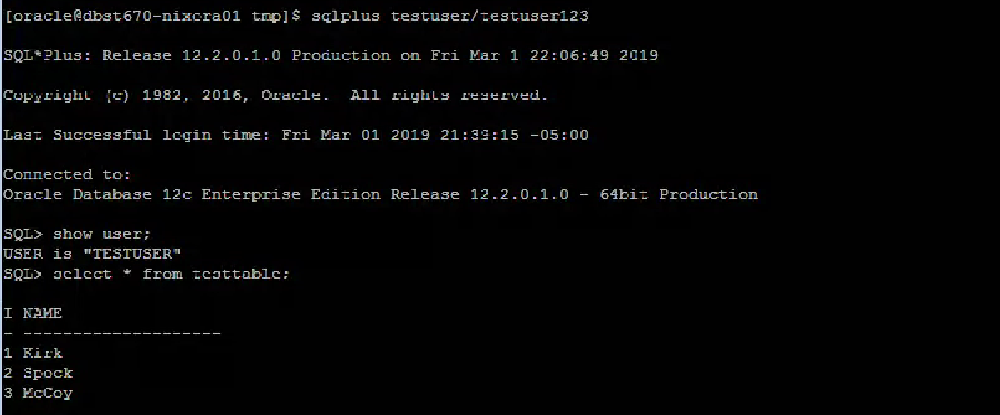 [oracle@dbst670-nixora01 tmp]$ sqlplus testuser/testuser123
SQL*Plus: Release 12.2.0.1.0 Production on Fri Mar 1 22:06:49 2019
Copyright (c) 1982, 2016, Oracle.  All rights reserved.
Last Successful login time: Fri Mar 01 2019 21:39:15 -05:00
Connected to:
Oracle Database 12c Enterprise Edition Release 12.2.0.1.0 - 64bit Production
SQL> show user;
USER is "TESTUSER"
SQL> select * from testtable;
I NAME
- --------------------
1 Kirk
2 Spock
3 McCoy